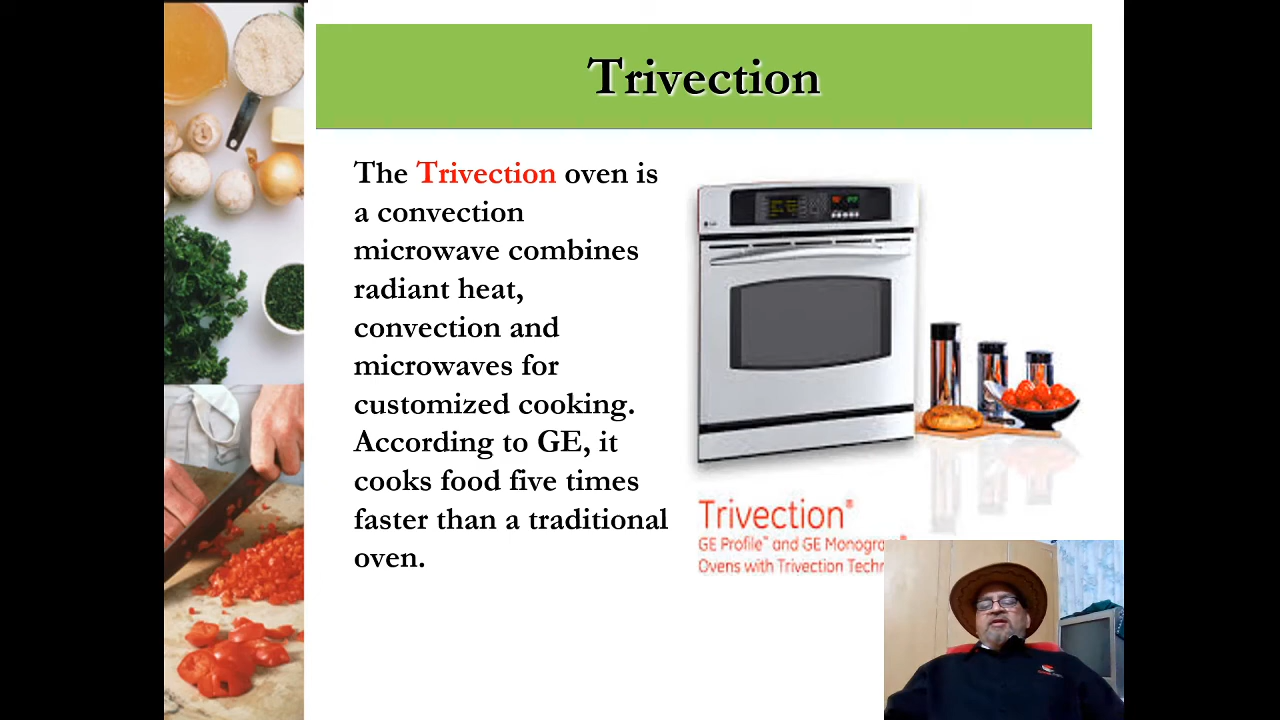 Trivection
The Trivection oven is
a convection
microwave combines
radiant heat,
convection and
microwaves for
customized cooking.
According to GE, it
cooks food five times
faster than a traditional
oven.
Trivection®
GE Profile™ and GE Monogra
Ovens with Trivection Techn